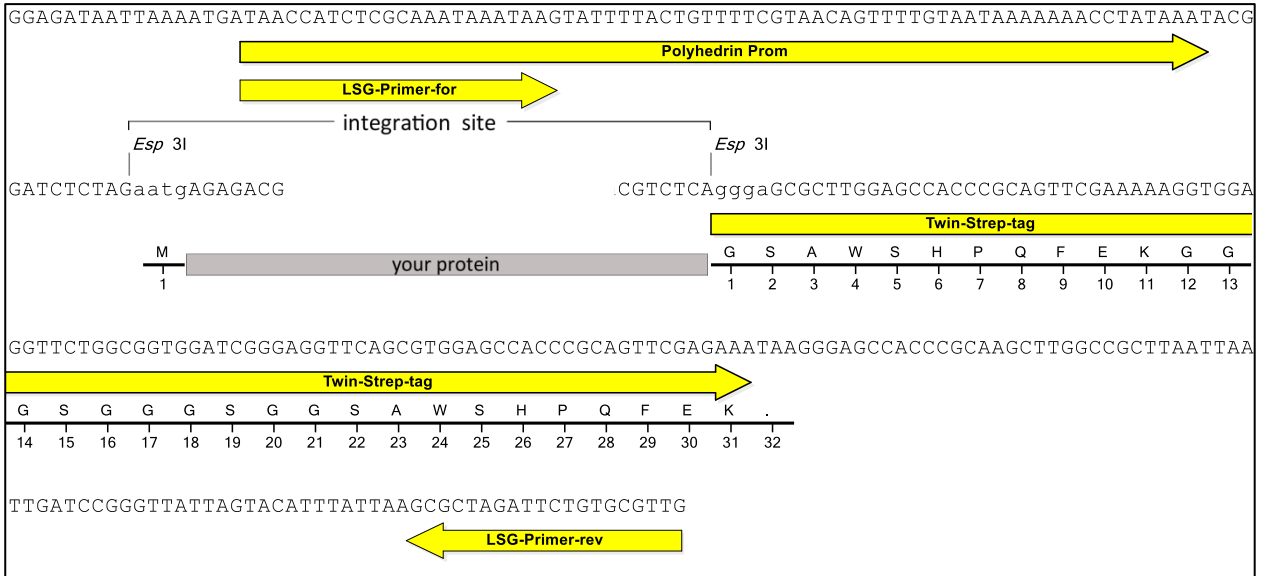 GGAGATAATTAAAATGATAACCATCTCGCAAATAAATAAGTATTTTACTGTTTTCGTAACAGTTTTGTAATAAAAAAACCTATAAATACG
Polyhedrin Prom
LSG-Primer-for
integration site
Esp 3I Esp 3I
GATCTCTAGaatgAGAGACG CGTCTCAgggaGCGCTTGGAGCCACCCGCAGTTCGAAAAAGGTGGA
Twin-Strep-tag
M G S A W S H P Q F E K G G
your protein
1 1 2 3 4 5 6 7 8 9 10 11 12 13
GGTTCTGGCGGTGGATCGGGAGGTTCAGCGTGGAGCCACCCGCAGTTCGAGAAATAAGGGAGCCACCCGCAAGCTTGGCCGCTTAATTAA
Twin-Strep-tag
G S G G G S G G S A W S H P Q F E K .
14 15 16 17 18 19 20 21 22 23 24 25 26 27 28 29 30 31 32
TTGATCCGGGTTATTAGTACATTTATTAAGCGCTAGATTCTGTGCGTTG
LSG-Primer-rev